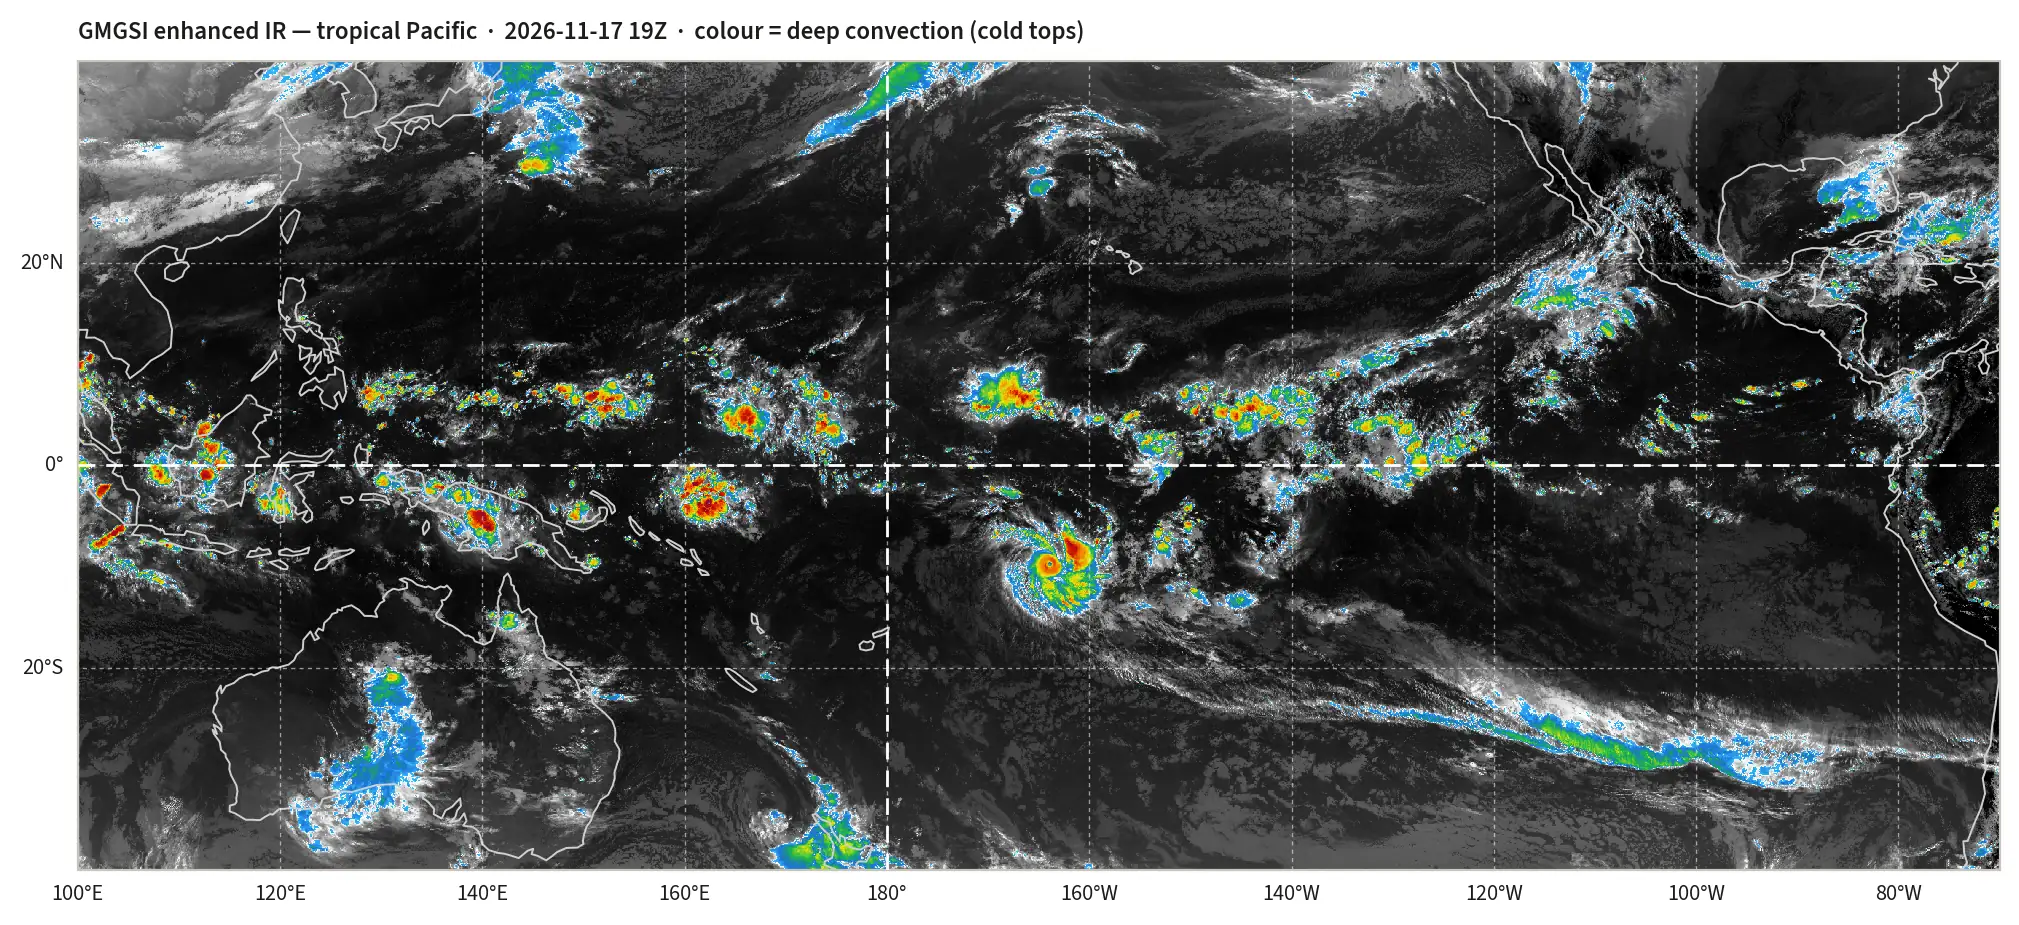 GMGSI enhanced IR — tropical Pacific · 2026-11-17 19Z · colour = deep convection (cold tops)
20°N
0°
20°S
100°E 120°E 140°E 160°E 180° 160°W 140°W 120°W 100°W 80°W